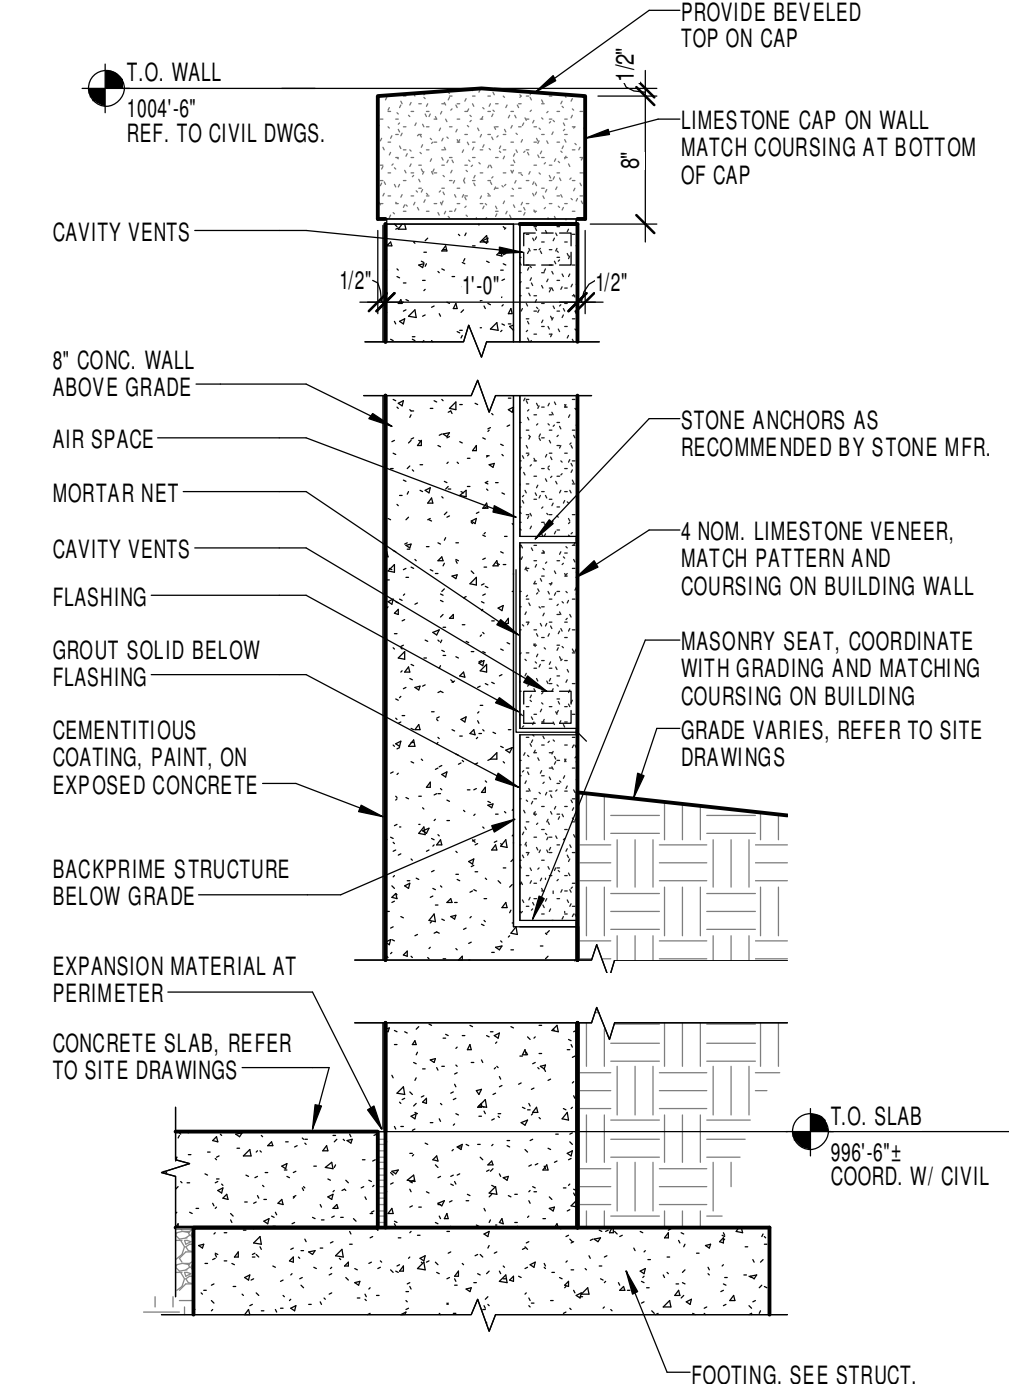 PROVIDE BEVELED
TOP ON CAP
T.O. WALL
1004'-6"
REF. TO CIVIL DWGS.
1/2"
LIMESTONE CAP ON WALL
MATCH COURSING AT BOTTOM
OF CAP
8"
CAVITY VENTS
1/2"
1'-0"
1/2"
8" CONC. WALL
ABOVE GRADE
AIR SPACE
MORTAR NET
CAVITY VENTS
FLASHING
GROUT SOLID BELOW
FLASHING
CEMENTITIOUS
COATING, PAINT, ON
EXPOSED CONCRETE
BACKPRIME STRUCTURE
BELOW GRADE
EXPANSION MATERIAL AT
PERIMETER
CONCRETE SLAB, REFER
TO SITE DRAWINGS
STONE ANCHORS AS
RECOMMENDED BY STONE MFR.
4 NOM. LIMESTONE VENEER,
MATCH PATTERN AND
COURSING ON BUILDING WALL
MASONRY SEAT, COORDINATE
WITH GRADING AND MATCHING
COURSING ON BUILDING
GRADE VARIES, REFER TO SITE
DRAWINGS
T.O. SLAB
996'-6"±
COORD. W/ CIVIL
FOOTING. SEE STRUCT.